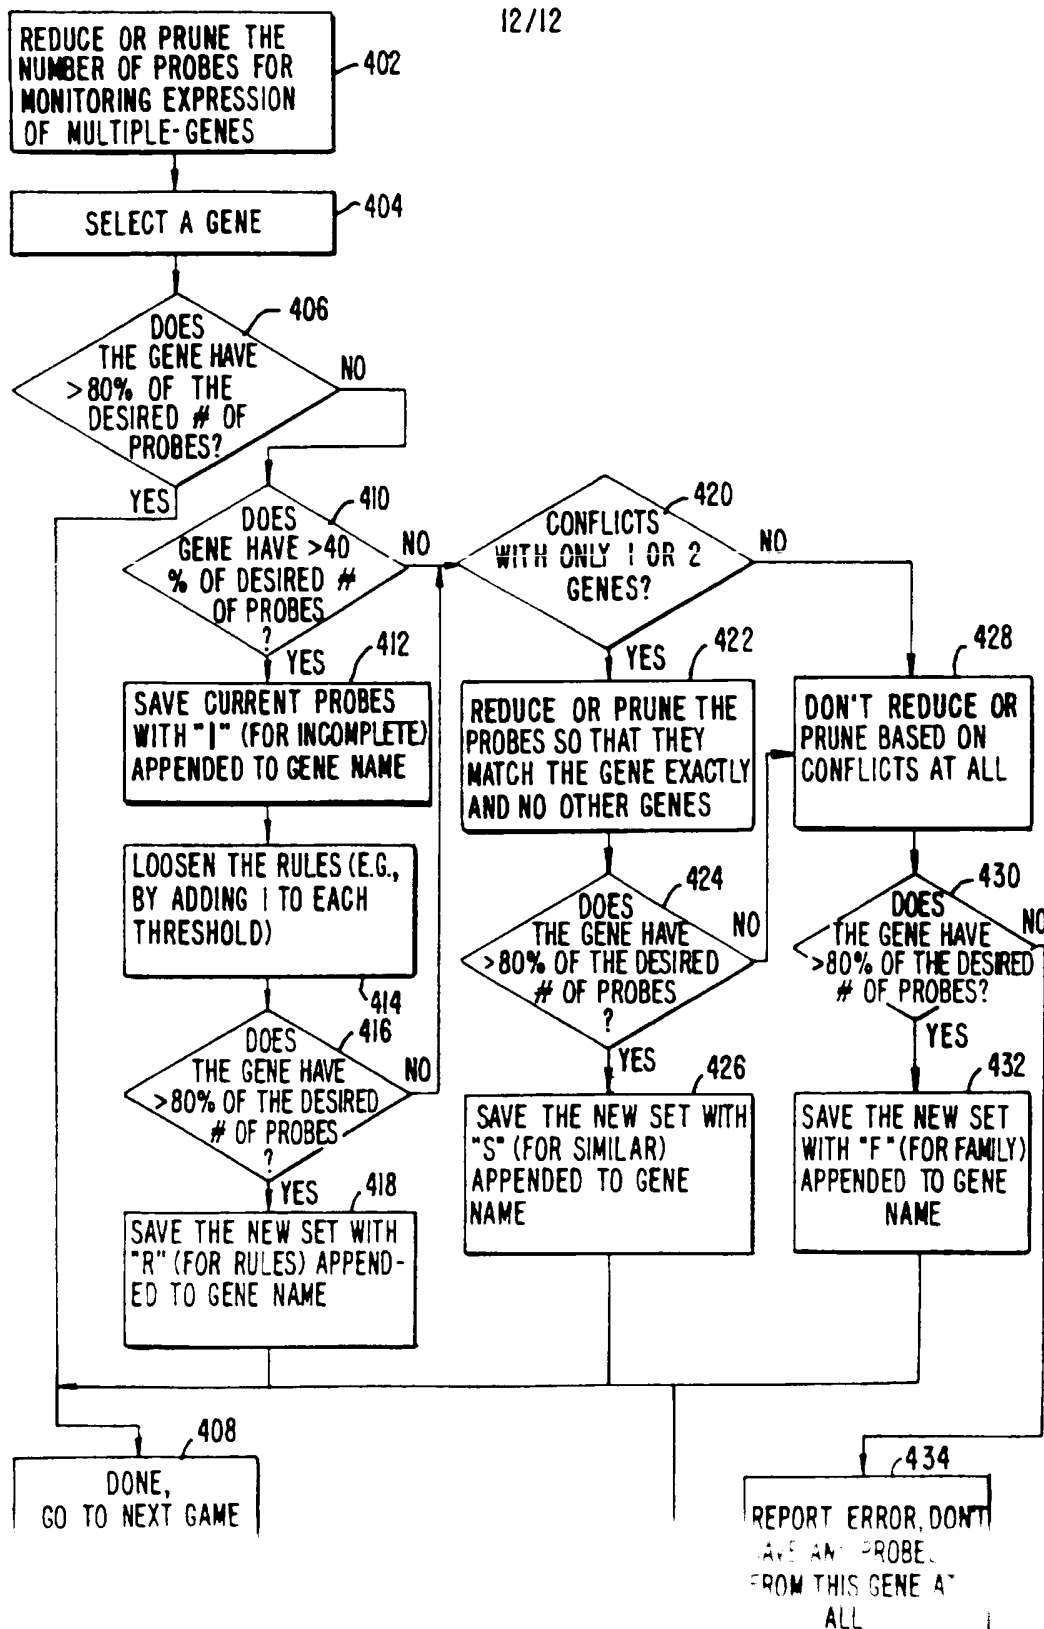 12/12
REDUCE OR PRUNE THE
NUMBER OF PROBES FOR
MONITORING EXPRESSION
OF MULTIPLE-GENES
402
SELECT A GENE
404
406
DOES
THE GENE HAVE
>80% OF THE
DESIRED # OF
PROBES?
NO
YES
410
DOES
GENE HAVE >40
% OF DESIRED #
OF PROBES
?
NO
YES
412
SAVE CURRENT PROBES
WITH "I" (FOR INCOMPLETE)
APPENDED TO GENE NAME
LOOSEN THE RULES (E.G.,
BY ADDING 1 TO EACH
THRESHOLD)
414
416
DOES
THE GENE HAVE
>80% OF THE DESIRED
# OF PROBES
?
NO
YES
418
SAVE THE NEW SET WITH
"R" (FOR RULES) APPEND-
ED TO GENE NAME
420
CONFLICTS
WITH ONLY 1 OR 2
GENES?
NO
YES
422
REDUCE OR PRUNE THE
PROBES SO THAT THEY
MATCH THE GENE EXACTLY
AND NO OTHER GENES
424
DOES
THE GENE HAVE
>80% OF THE DESIRED
# OF PROBES
?
NO
YES
426
SAVE THE NEW SET WITH
"S" (FOR SIMILAR)
APPENDED TO GENE
NAME
428
DON'T REDUCE OR
PRUNE BASED ON
CONFLICTS AT ALL
430
DOES
THE GENE HAVE
>80% OF THE DESIRED
# OF PROBES?
NO
YES
432
SAVE THE NEW SET
WITH "F" (FOR FAMILY)
APPENDED TO GENE
NAME
408
DONE,
GO TO NEXT GAME
434
REPORT ERROR, DON'T
FROM THIS GENE AT
ALL